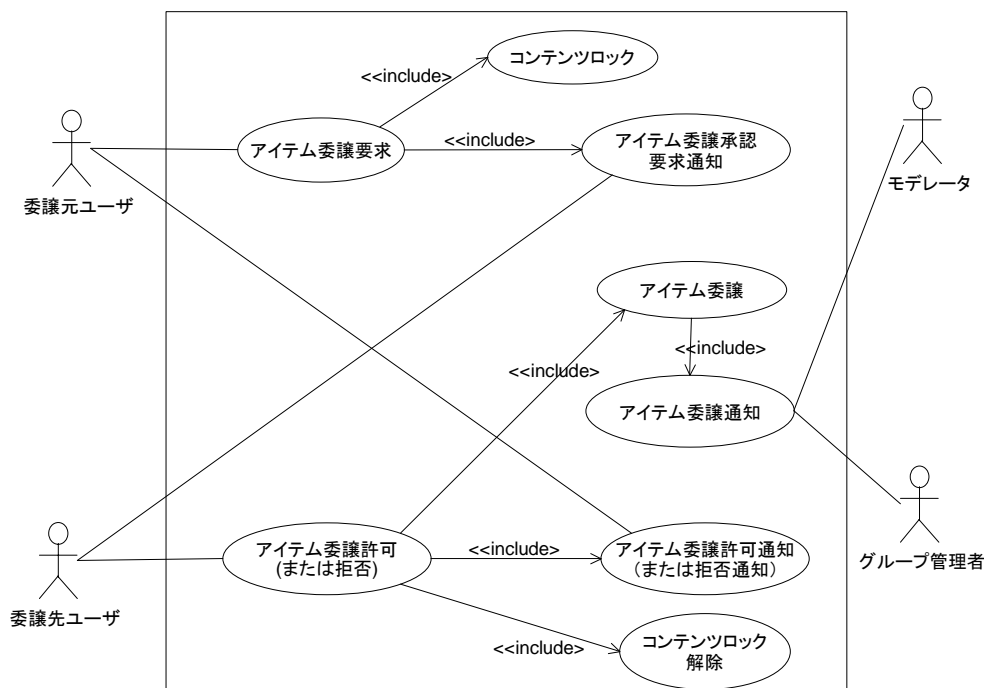 コンテンツロック
<<include>
アイテム委譲要求
<<include>
アイテム委譲承認
要求通知
委譲元ユーザ
モデレータ
アイテム委譲
<<include>
<<include>
アイテム委譲通知
アイテム委譲許可
(または拒否)
<<include>
アイテム委譲許可通知
（または拒否通知）
グループ管理者
委譲先ユーザ
<<include>
コンテンツロック
解除